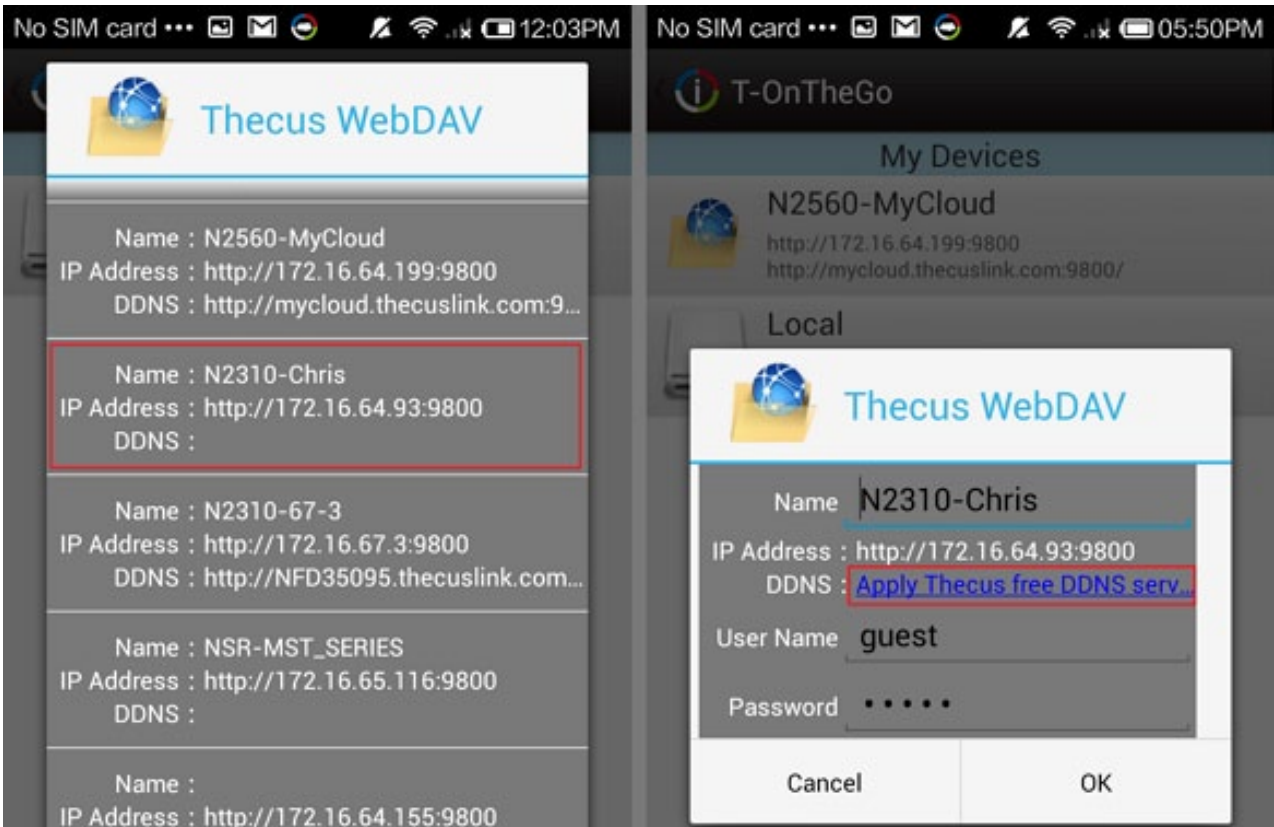 No SIM card ••• 12:03PM
Thecus WebDAV
Name : N2560-MyCloud
IP Address : http://172.16.64.199:9800
DDNS : http://mycloud.thecuslink.com:9...
Name : N2310-Chris
IP Address : http://172.16.64.93:9800
DDNS :
Name : N2310-67-3
IP Address : http://172.16.67.3:9800
DDNS : http://NFD35095.thecuslink.com...
Name : NSR-MST_SERIES
IP Address : http://172.16.65.116:9800
DDNS :
Name :
IP Address : http://172.16.64.155:9800
No SIM card ••• 05:50PM
T-OnTheGo
My Devices
N2560-MyCloud
http://172.16.64.199:9800
http://mycloud.thecuslink.com:9800/
Local
Thecus WebDAV
Name N2310-Chris
IP Address : http://172.16.64.93:9800
DDNS : Apply Thecus free DDNS serv...
User Name guest
Password •••••
Cancel OK